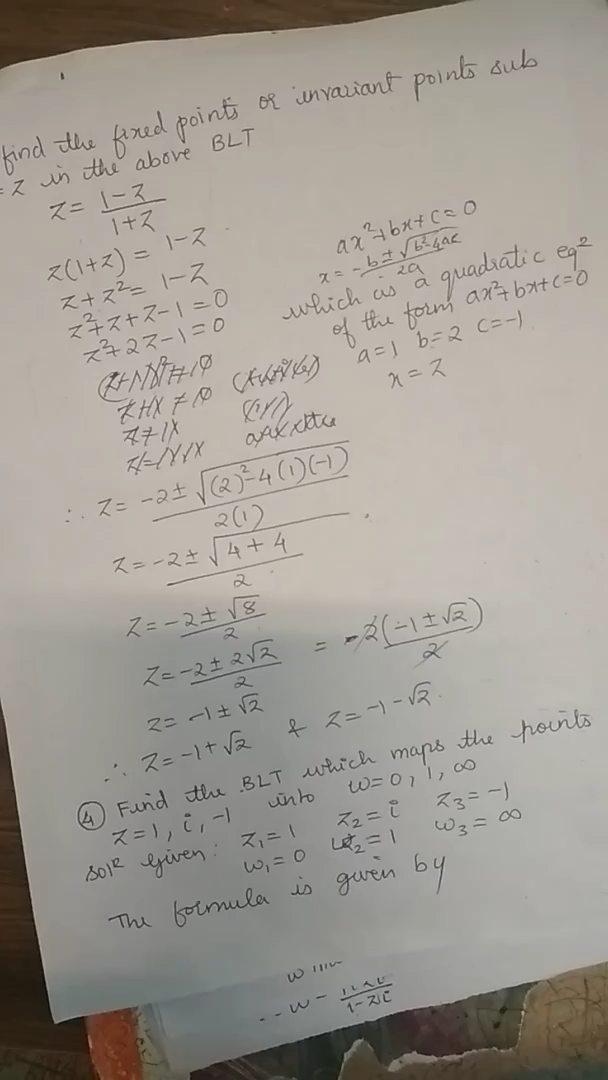 find the fixed points or invariant points sub
= z in the above BLT
z = 1-z / 1+z
z(1+z) = 1-z
z + z² = 1-z
z²+z+z-1=0
z²+2z-1=0
ax²+bx+c=0
x = -b ± √b²-4ac / 2a
which is a quadratic eq²
of the form ax²+bx+c=0
a=1 b=2 c=-1
x = z
∴ z = -2 ± √(2)²-4(1)(-1) / 2(1)
z = -2 ± √4+4 / 2
z = -2 ± √8 / 2
z = -2 ± 2√2 / 2 = -2(-1±√2) / 2
z = -1 ± √2
∴ z = -1+√2 & z = -1-√2.
④ Find the BLT which maps the points
z=1, i, -1 into w=0, 1, ∞
Sol² Given: z₁=1 z₂=i z₃=-1
w₁=0 w₂=1 w₃=∞
The formula is given by